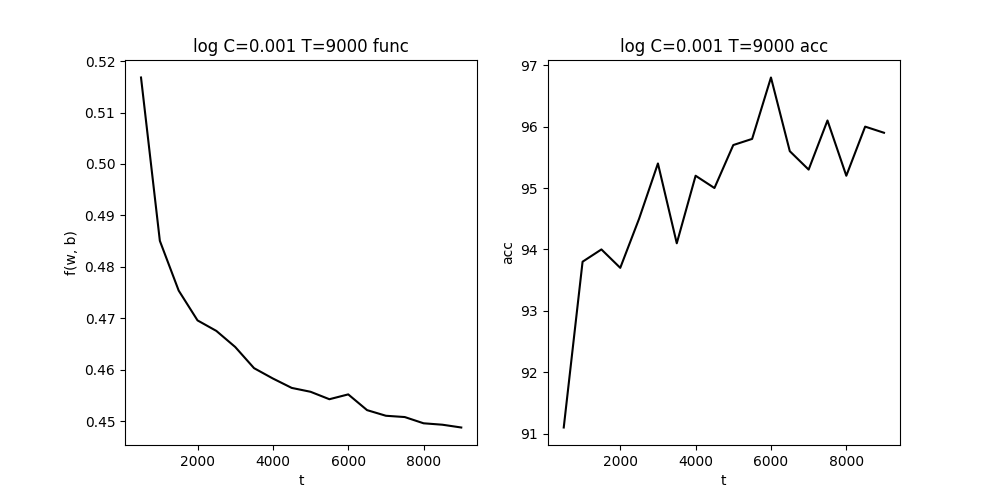 log C=0.001 T=9000 func
0.52
0.51
0.50
0.49
0.48
0.47
0.46
0.45
f(w, b)
2000 4000 6000 8000
t
log C=0.001 T=9000 acc
97
96
95
94
93
92
91
acc
2000 4000 6000 8000
t